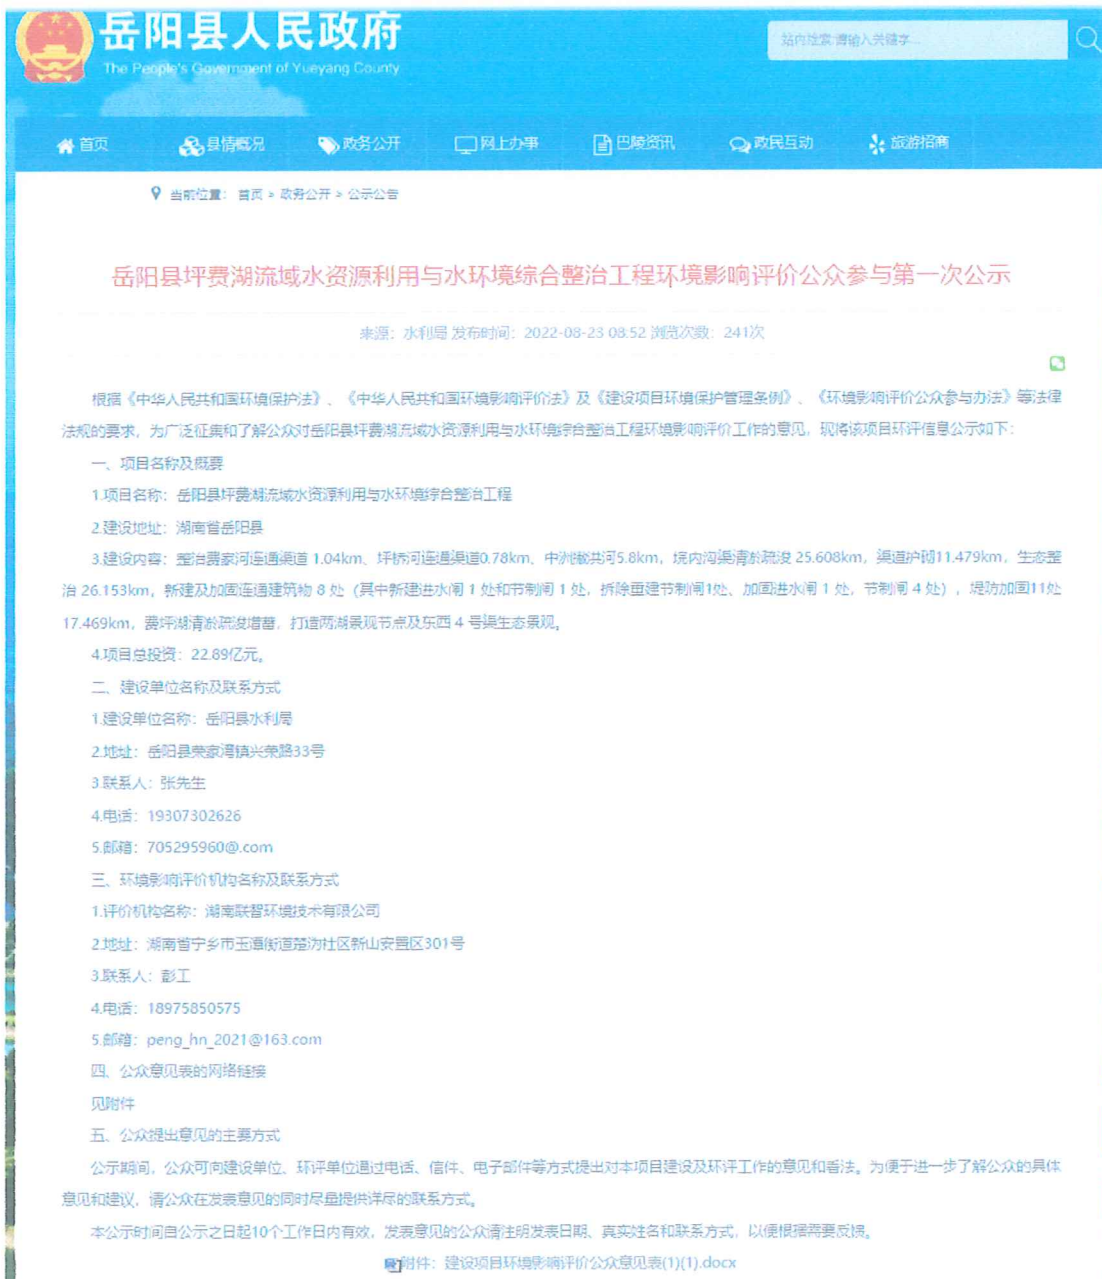 岳阳县人民政府
The People's Government of Yueyang County
站内检索:请输入关键字...
首页 县情概况 政务公开 网上办事 巴陵资讯 政民互动 旅游招商
当前位置: 首页 > 政务公开 > 公示公告
岳阳县坪费湖流域水资源利用与水环境综合整治工程环境影响评价公众参与第一次公示
来源: 水利局 发布时间: 2022-08-23 08:52 浏览次数: 241次
根据《中华人民共和国环境保护法》、《中华人民共和国环境影响评价法》及《建设项目环境保护管理条例》、《环境影响评价公众参与办法》等法律
法规的要求，为广泛征集和了解公众对岳阳县坪费湖流域水资源利用与水环境综合整治工程环境影响评价工作的意见，现将该项目环评信息公示如下：
一、项目名称及概要
1.项目名称：岳阳县坪费湖流域水资源利用与水环境综合整治工程
2.建设地址：湖南省岳阳县
3.建设内容：整治费家河连通渠道 1.04km、坪桥河连通渠道0.78km、中洲撇洪河5.8km，境内沟渠清淤疏浚 25.608km，渠道护砌11.479km，生态整
治 26.153km，新建及加固连通建筑物 8 处（其中新建进水闸 1 处和节制闸 1 处，拆除重建节制闸1处、加固进水闸 1 处，节制闸 4 处），堤防加固11处
17.469km，费坪湖清淤疏浚增蓄，打造两湖景观节点及东西 4 号渠生态景观。
4.项目总投资：22.89亿元。
二、建设单位名称及联系方式
1.建设单位名称：岳阳县水利局
2.地址：岳阳县荣家湾镇兴荣路33号
3.联系人：张先生
4.电话：19307302626
5.邮箱：705295960@.com
三、环境影响评价机构名称及联系方式
1.评价机构名称：湖南联智环境技术有限公司
2.地址：湖南省宁乡市玉潭街道楚沩社区新山安置区301号
3.联系人：彭工
4.电话：18975850575
5.邮箱：peng_hn_2021@163.com
四、公众意见表的网络链接
见附件
五、公众提出意见的主要方式
公示期间，公众可向建设单位、环评单位通过电话、信件、电子邮件等方式提出对本项目建设及环评工作的意见和看法。为便于进一步了解公众的具体
意见和建议，请公众在发表意见的同时尽量提供详尽的联系方式。
本公示时间自公示之日起10个工作日内有效，发表意见的公众请注明发表日期、真实姓名和联系方式，以便根据需要反馈。
附件：建设项目环境影响评价公众意见表(1)(1).docx